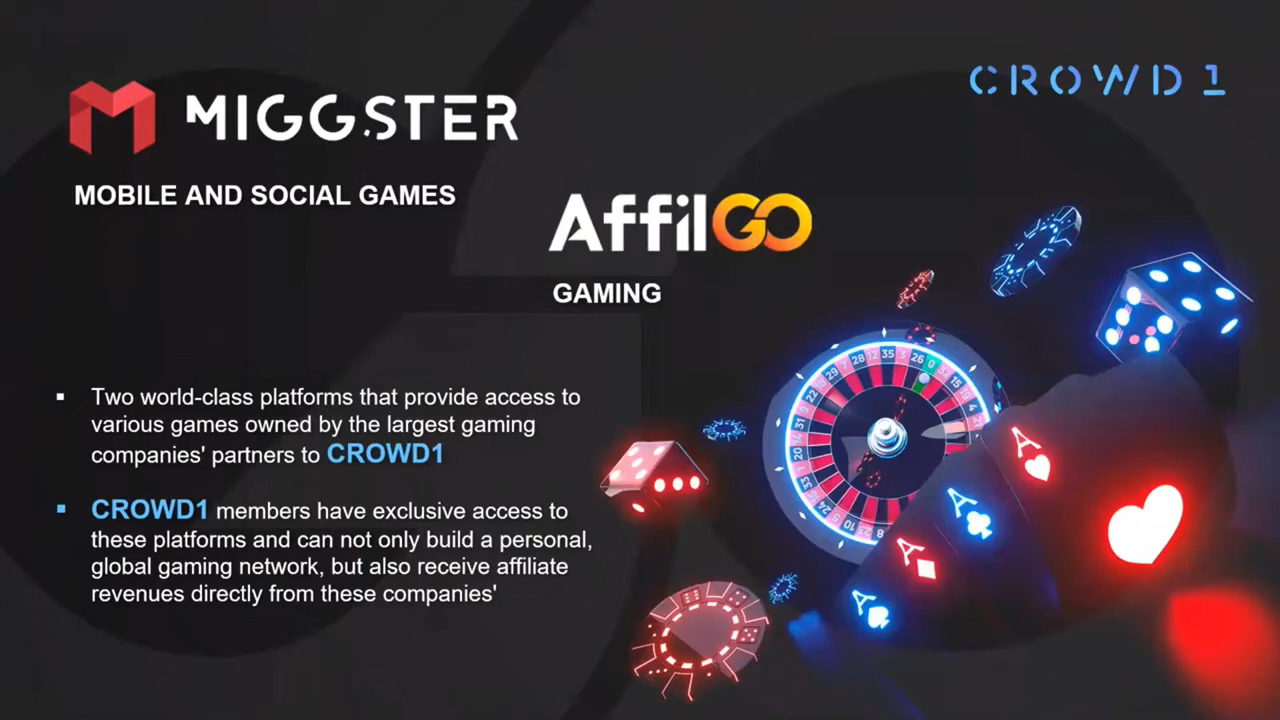 MIGGSTER
CROWD1
MOBILE AND SOCIAL GAMES
AffilGO
GAMING
▪ Two world-class platforms that provide access to
various games owned by the largest gaming
companies' partners to CROWD1
▪ CROWD1 members have exclusive access to
these platforms and can not only build a personal,
global gaming network, but also receive affiliate
revenues directly from these companies'
A
A
A
A